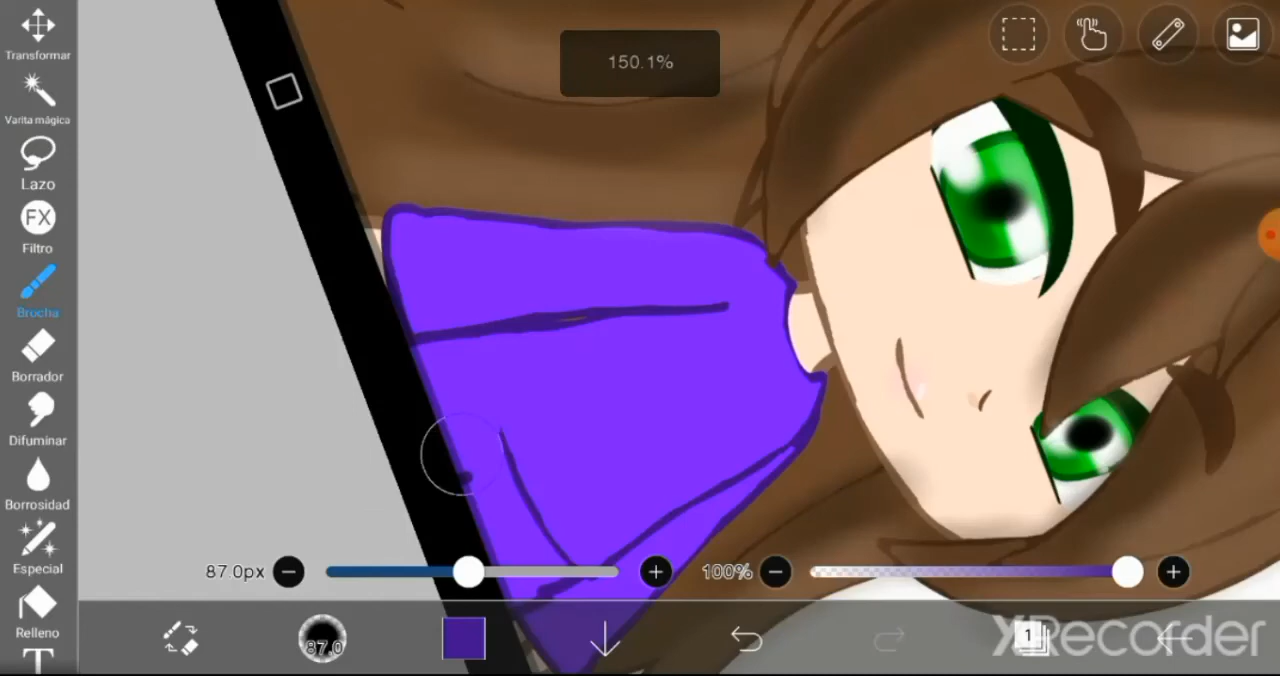 150.1%
Transformar
Varita mágica
Lazo
FX
Filtro
Brocha
Borrador
Difuminar
Borrosidad
Especial
Relleno
T
87.0px
100%
87.0
1
XRecorder